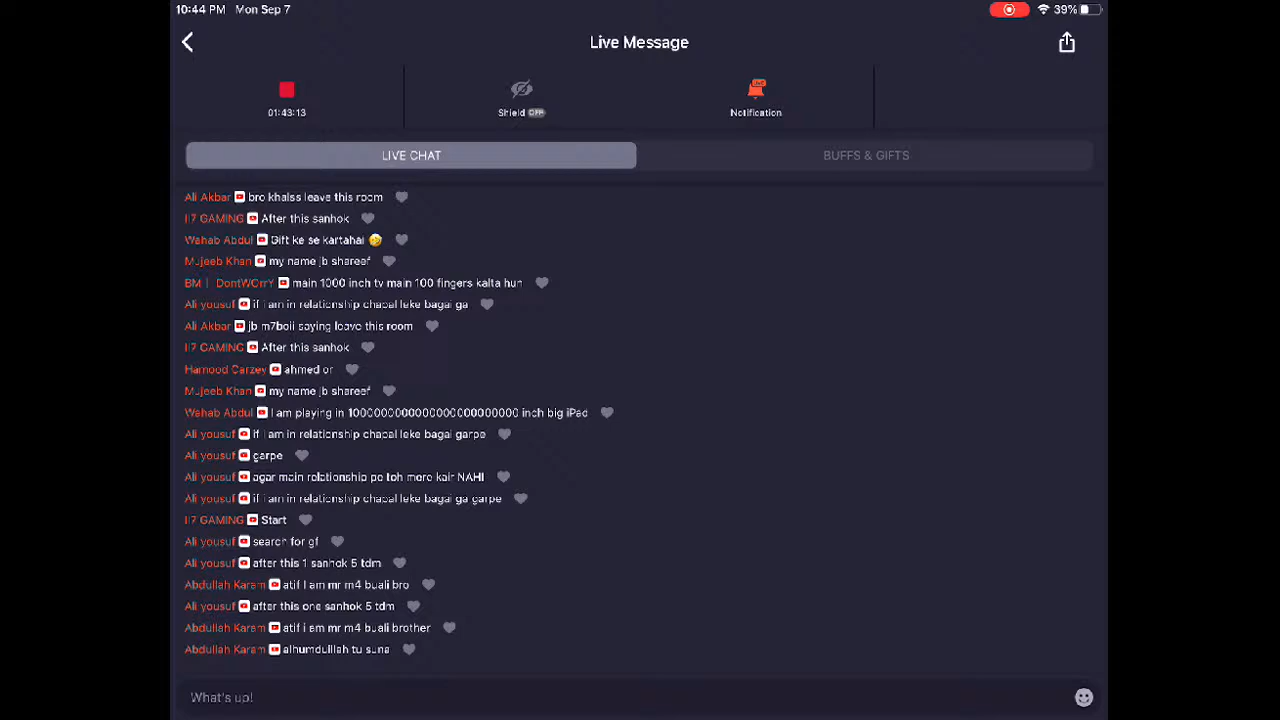 10:44 PM Mon Sep 7
39%
Live Message
01:43:13
Shield OFF
LIVE
Notification
LIVE CHAT
BUFFS & GIFTS
Ali Akbar bro khalss leave this room
II7 GAMING After this sanhok
Wahab Abdul Gift ke se kartahai 🤣
Mujeeb Khan my name jb shareef
BM | DontWOrrY main 1000 inch tv main 100 fingers kalta hun
Ali yousuf if i am in relationship chapal leke bagai ga
Ali Akbar jb m7boii saying leave this room
II7 GAMING After this sanhok
Hamood Carzey ahmed or
Mujeeb Khan my name jb shareef
Wahab Abdul I am playing in 1000000000000000000000000 inch big iPad
Ali yousuf if i am in relationship chapal leke bagai garpe
Ali yousuf garpe
Ali yousuf agar main relationship pe toh mere kair NAHI
Ali yousuf if i am in relationship chapal leke bagai ga garpe
II7 GAMING Start
Ali yousuf search for gf
Ali yousuf after this 1 sanhok 5 tdm
Abdullah Karam atif I am mr m4 buali bro
Ali yousuf after this one sanhok 5 tdm
Abdullah Karam atif i am mr m4 buali brother
Abdullah Karam alhumdullah tu suna
What's up!